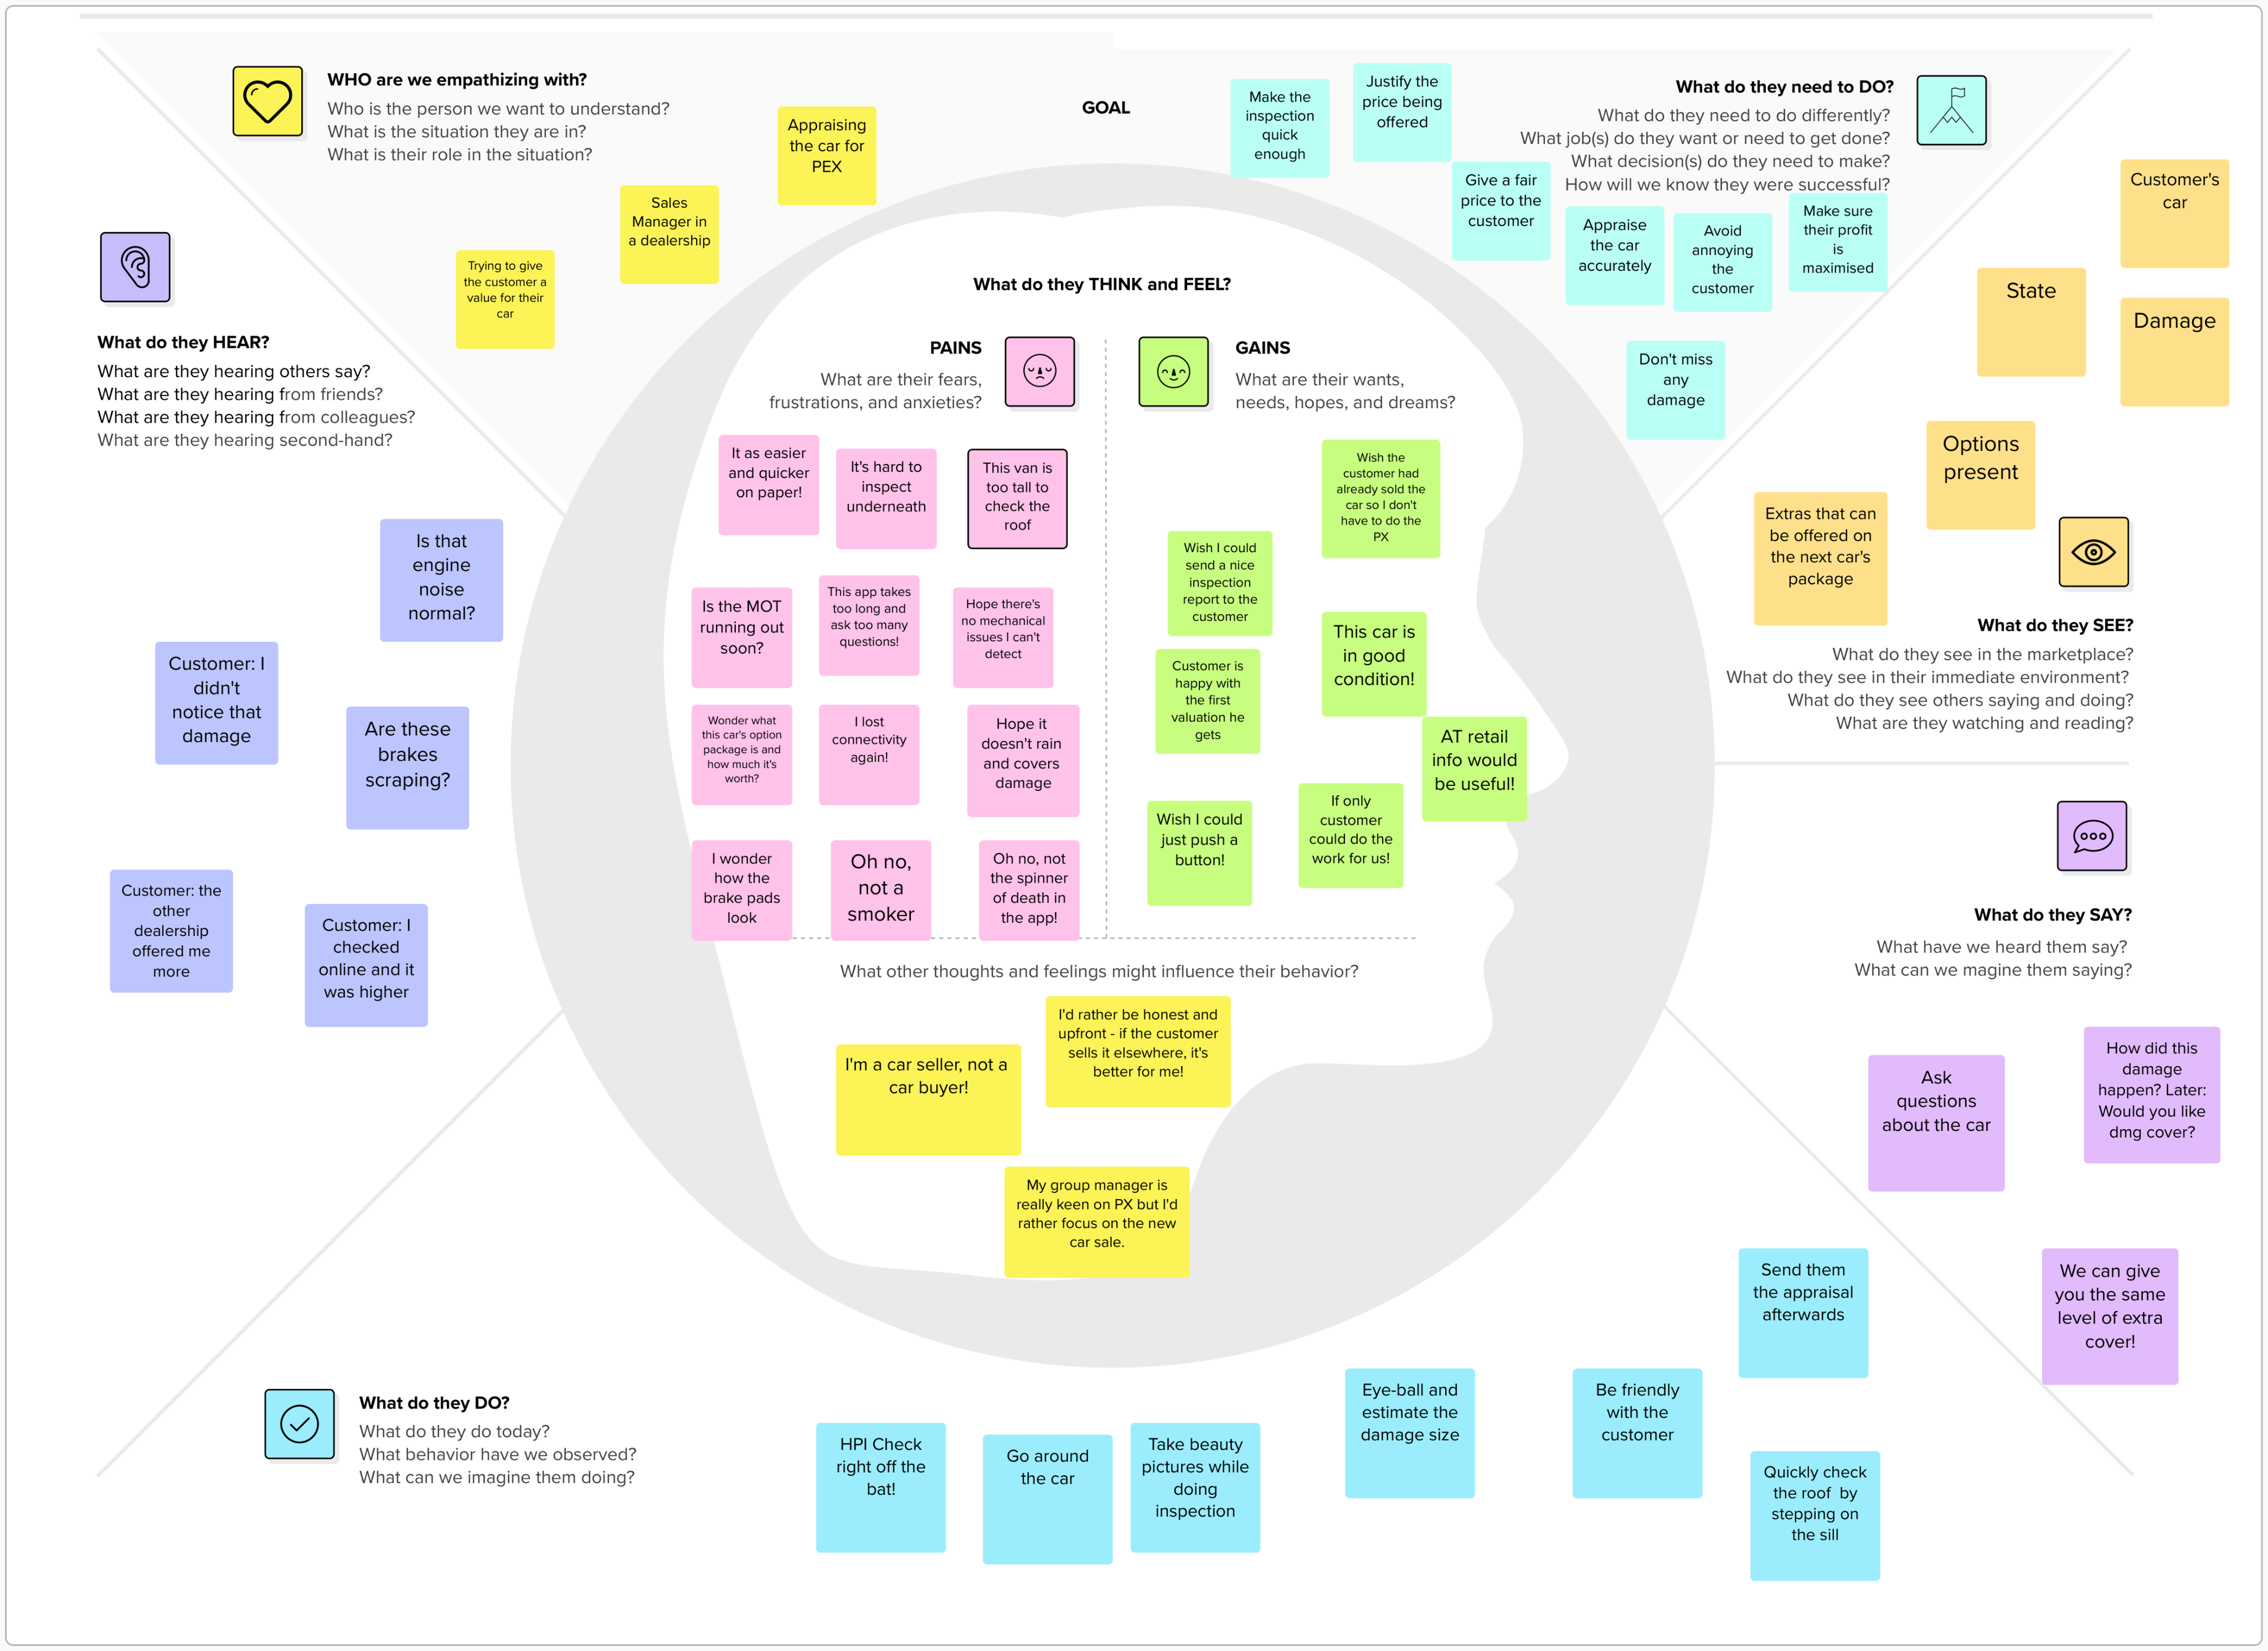 WHO are we empathizing with?
Who is the person we want to understand?
What is the situation they are in?
What is their role in the situation?
Appraising
the car for
PEX
Sales
Manager in
a dealership
Trying to give
the customer a
value for their
car
GOAL
Make the
inspection
quick
enough
Justify the
price being
offered
Give a fair
price to the
customer
What do they need to DO?
What do they need to do differently?
What job(s) do they want or need to get done?
What decision(s) do they need to make?
How will we know they were successful?
Appraise
the car
accurately
Avoid
annoying
the
customer
Make sure
their profit
is
maximised
Don't miss
any
damage
Customer's
car
State
Damage
Options
present
Extras that can
be offered on
the next car's
package
What do they SEE?
What do they see in the marketplace?
What do they see in their immediate environment?
What do they see others saying and doing?
What are they watching and reading?
What do they HEAR?
What are they hearing others say?
What are they hearing from friends?
What are they hearing from colleagues?
What are they hearing second-hand?
Is that
engine
noise
normal?
Customer: I
didn't
notice that
damage
Are these
brakes
scraping?
Customer: the
other
dealership
offered me
more
Customer: I
checked
online and it
was higher
What do they THINK and FEEL?
PAINS
What are their fears,
frustrations, and anxieties?
It as easier
and quicker
on paper!
It's hard to
inspect
underneath
This van is
too tall to
check the
roof
Is the MOT
running out
soon?
This app takes
too long and
ask too many
questions!
Hope there's
no mechanical
issues I can't
detect
Wonder what
this car's option
package is and
how much it's
worth?
I lost
connectivity
again!
Hope it
doesn't rain
and covers
damage
I wonder
how the
brake pads
look
Oh no,
not a
smoker
Oh no, not
the spinner
of death in
the app!
GAINS
What are their wants,
needs, hopes, and dreams?
Wish the
customer had
already sold the
car so I don't
have to do the
PX
Wish I could
send a nice
inspection
report to the
customer
This car is
in good
condition!
Customer is
happy with
the first
valuation he
gets
AT retail
info would
be useful!
Wish I could
just push a
button!
If only
customer
could do the
work for us!
What other thoughts and feelings might influence their behavior?
I'd rather be honest and
upfront - if the customer
sells it elsewhere, it's
better for me!
I'm a car seller, not a
car buyer!
My group manager is
really keen on PX but I'd
rather focus on the new
car sale.
What do they SAY?
What have we heard them say?
What can we magine them saying?
Ask
questions
about the car
How did this
damage
happen? Later:
Would you like
dmg cover?
We can give
you the same
level of extra
cover!
What do they DO?
What do they do today?
What behavior have we observed?
What can we imagine them doing?
HPI Check
right off the
bat!
Go around
the car
Take beauty
pictures while
doing
inspection
Eye-ball and
estimate the
damage size
Be friendly
with the
customer
Send them
the appraisal
afterwards
Quickly check
the roof by
stepping on
the sill